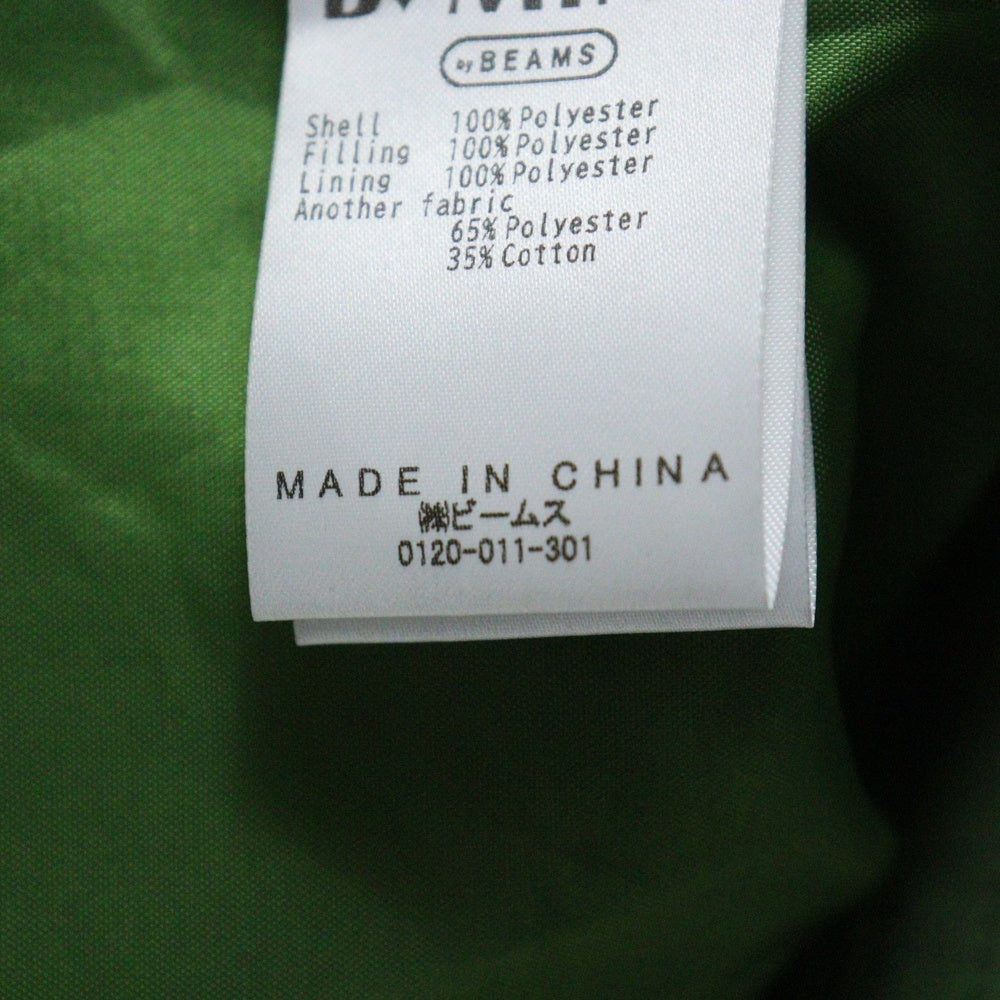 by BEAMS
Shell 100% Polyester
Filling 100% Polyester
Lining 100% Polyester
Another fabric
65% Polyester
35% Cotton
MADE IN CHINA
㈱ビームス
0120-011-301